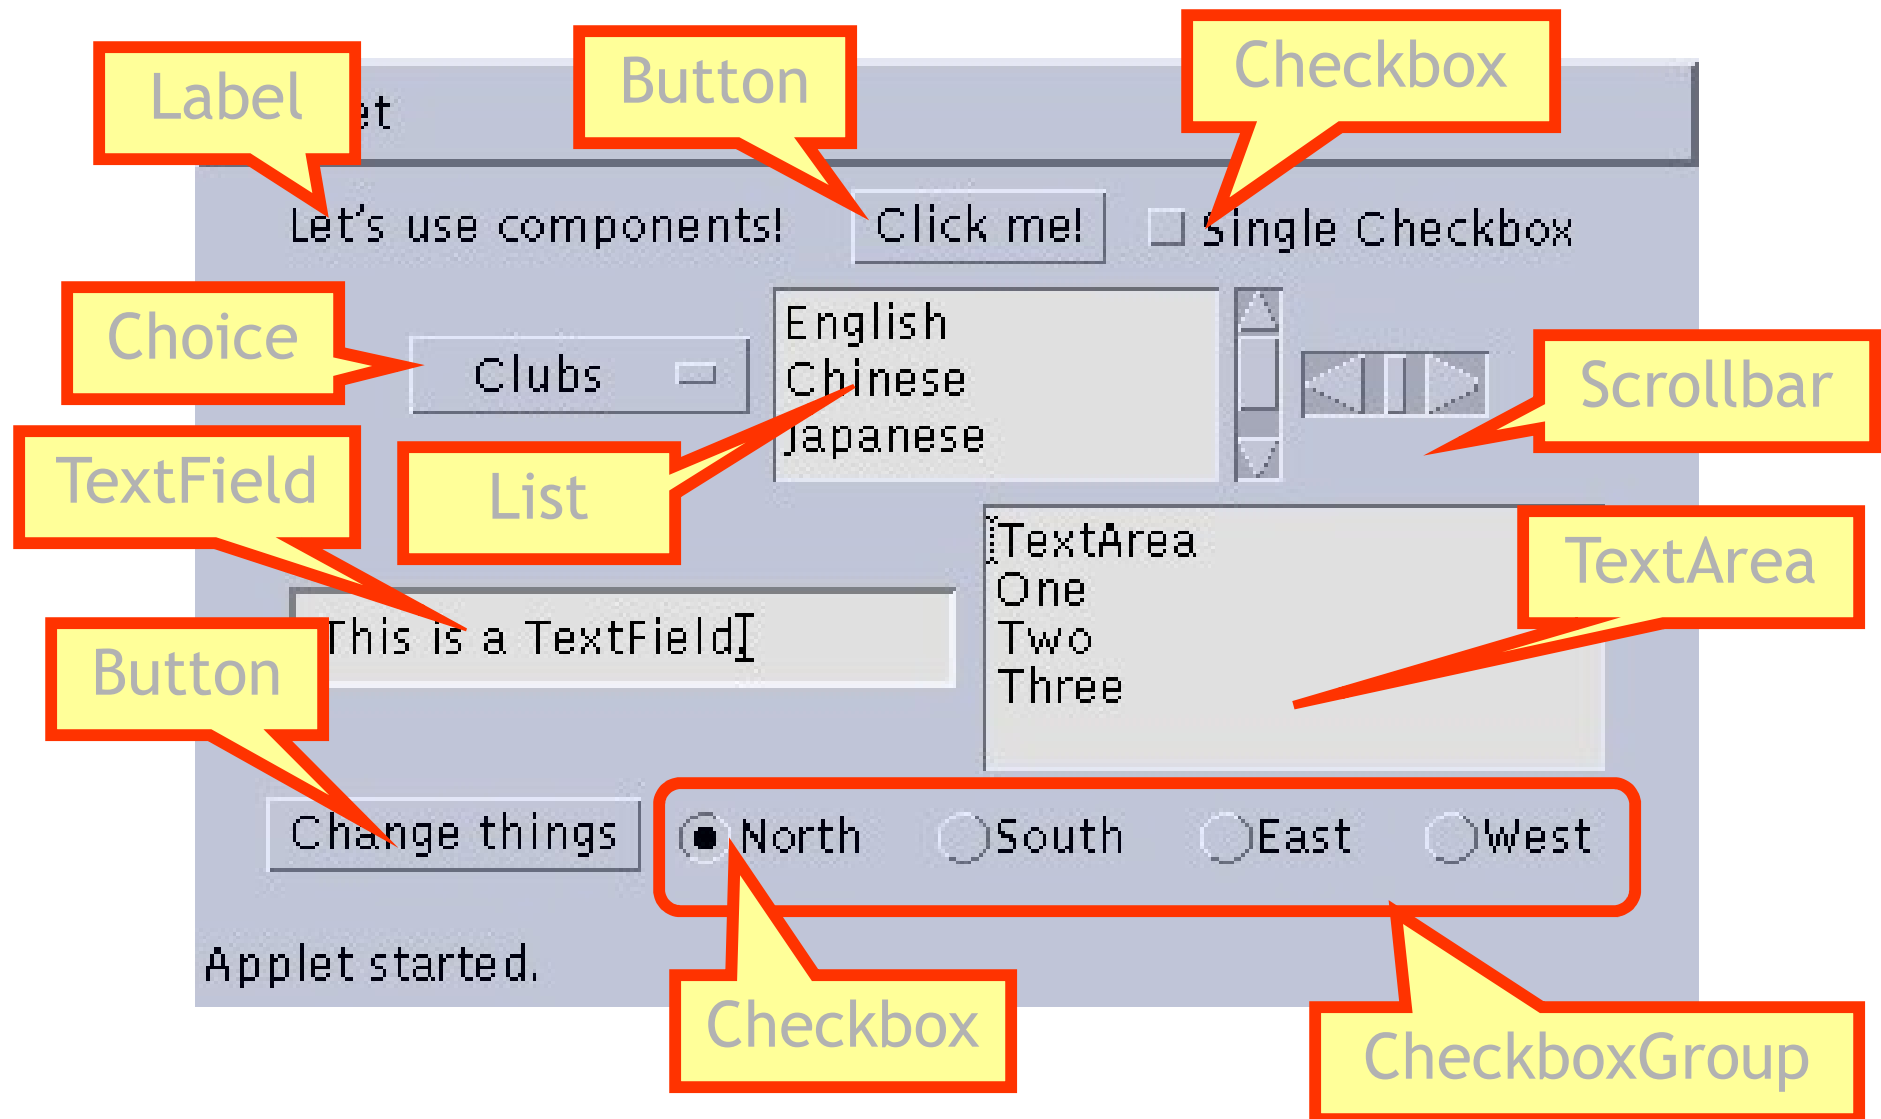 Label
Button
Checkbox
et
Let's use components!
Click me!
Single Checkbox
Choice
Clubs
English
Chinese
Japanese
Scrollbar
TextField
List
TextArea
One
Two
Three
TextArea
This is a TextField.
Button
Change things
North
South
East
West
Applet started.
Checkbox
CheckboxGroup